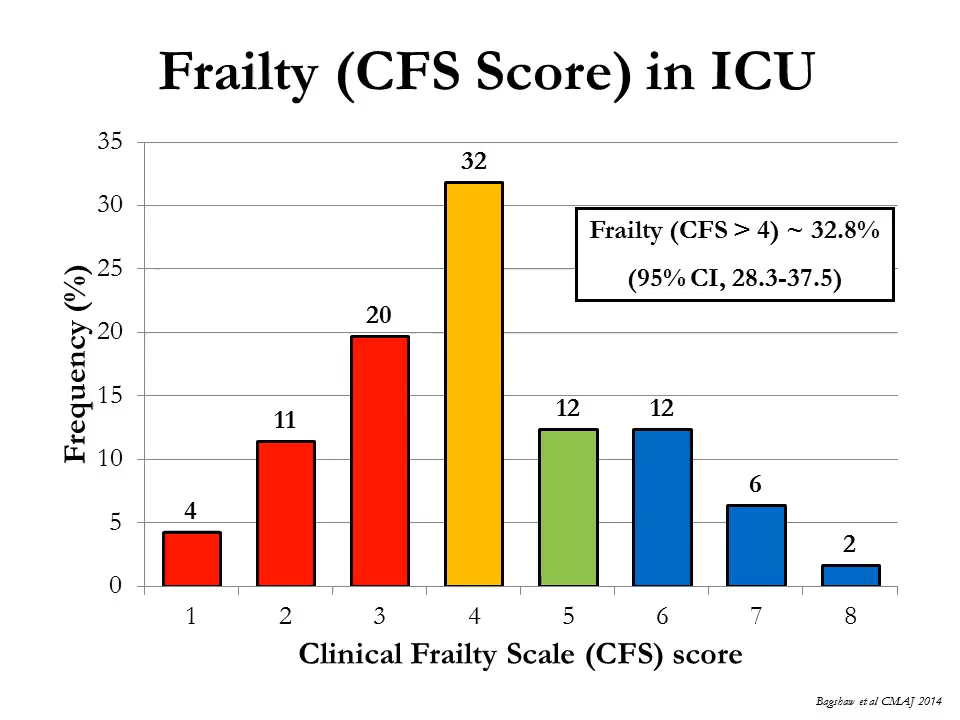 Frailty (CFS Score) in ICU
35
30
25
20
15
10
5
0
Frequency (%)
4
11
20
32
12
12
6
2
Frailty (CFS > 4) ~ 32.8%
(95% CI, 28.3-37.5)
1 2 3 4 5 6 7 8
Clinical Frailty Scale (CFS) score
Bagshaw et al CMAJ 2014